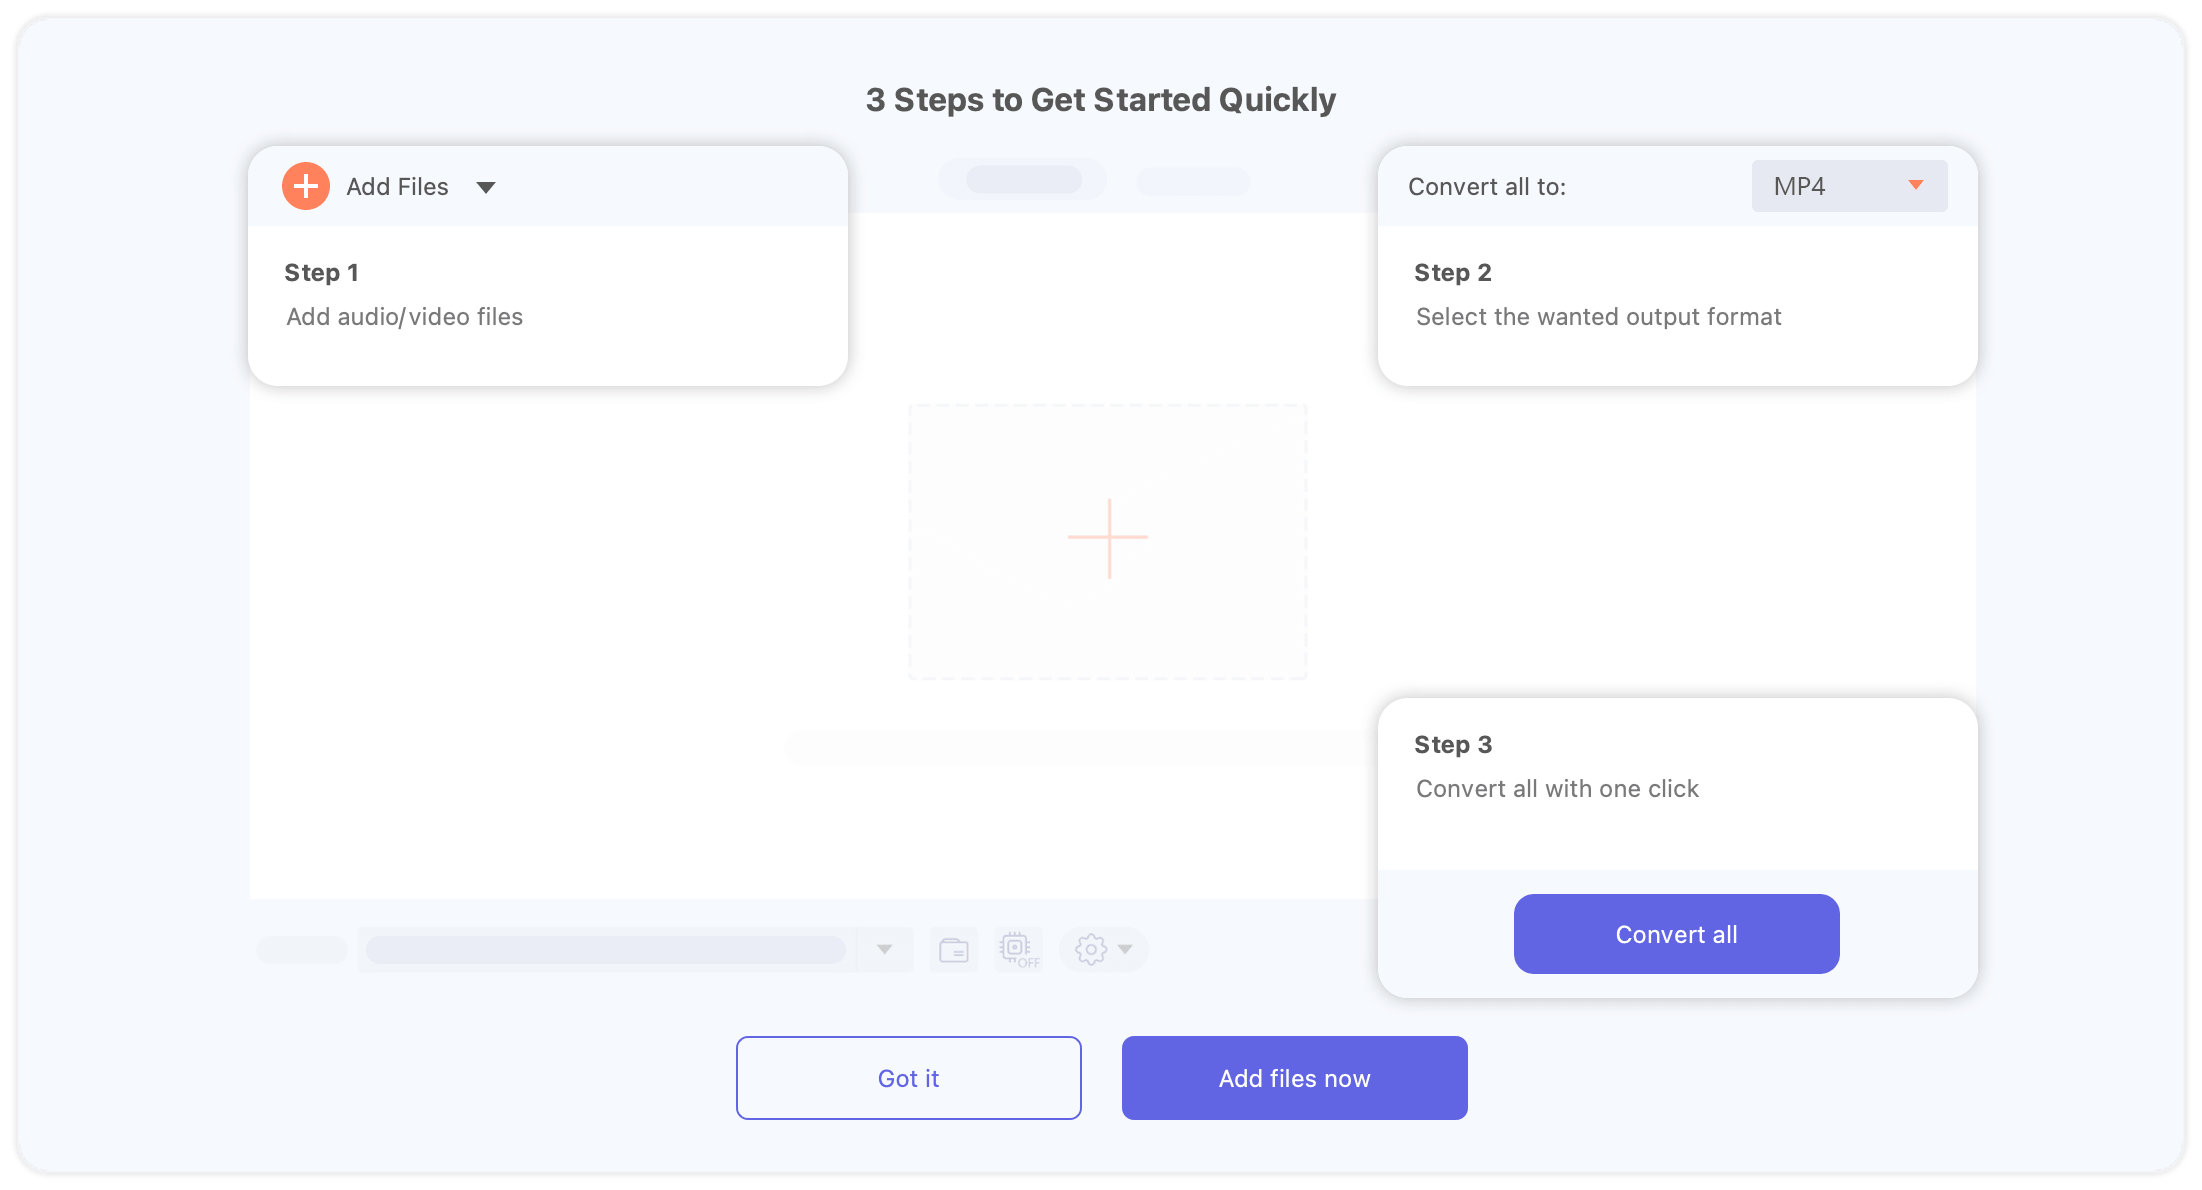 3 Steps to Get Started Quickly
Add Files
Step 1
Add audio/video files
Convert all to:
MP4
Step 2
Select the wanted output format
Step 3
Convert all with one click
Convert all
OFF
Got it
Add files now